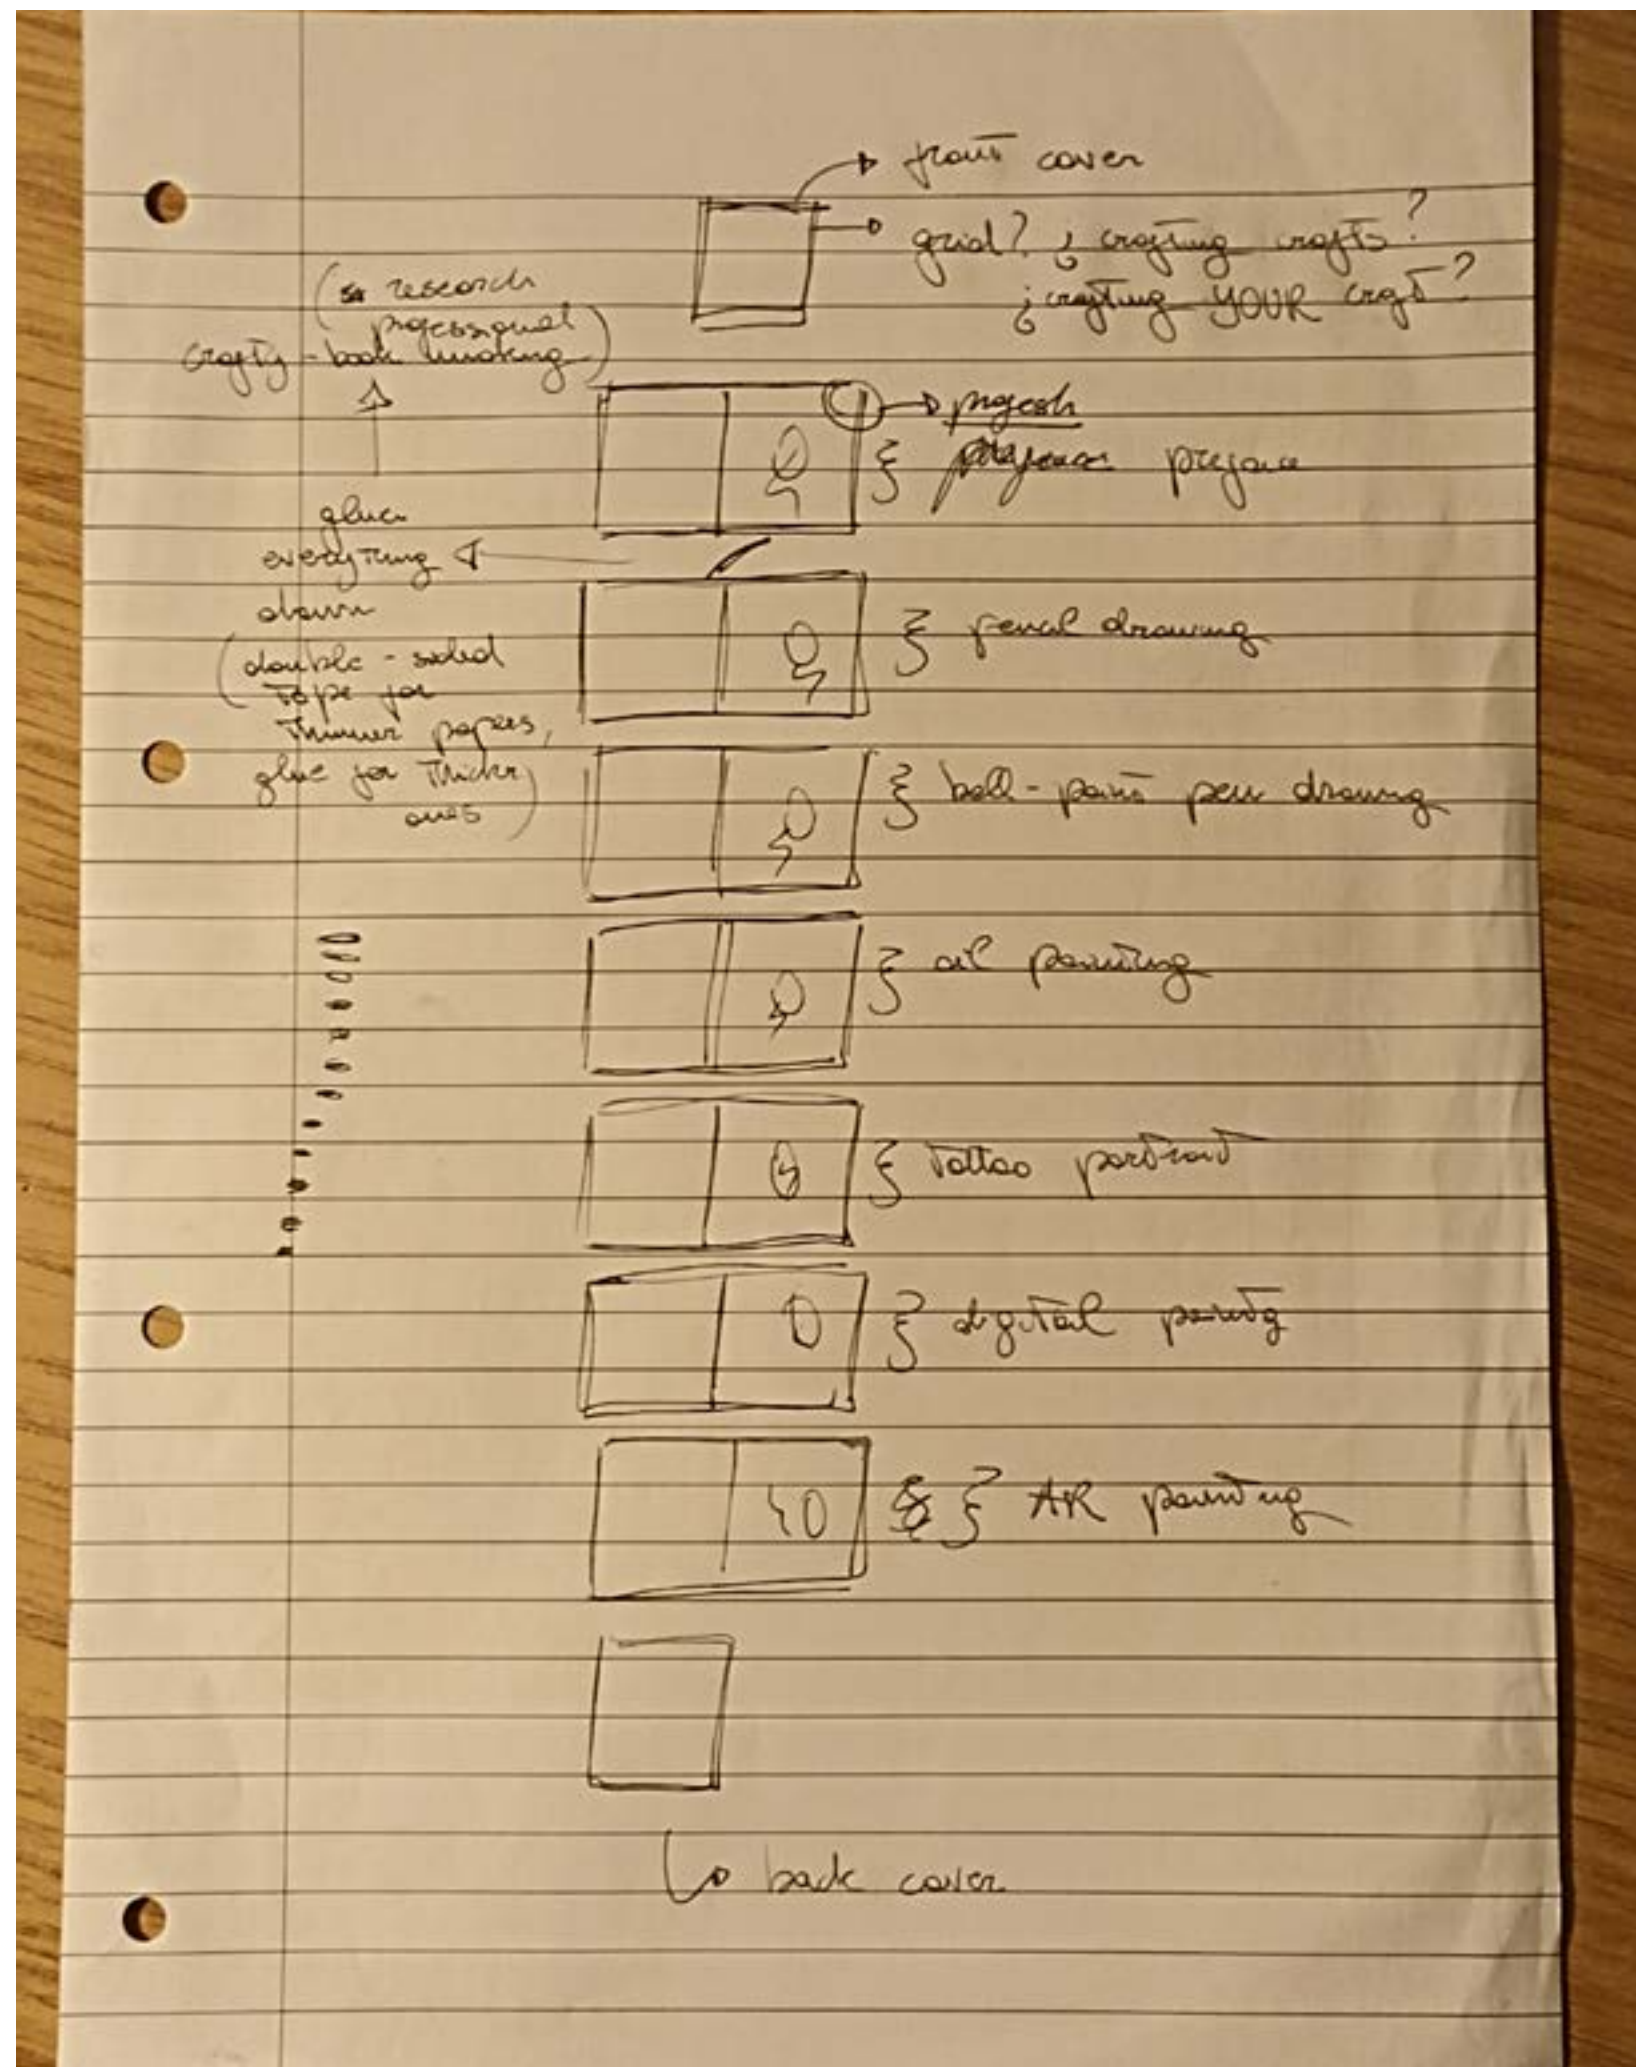 front cover
grid? ¿ crafting crafts?
¿ crafting YOUR craft?
( research
professional
crafty - book making )
preface
glue
everything
down
(double - sided
tape for
thinner papers,
glue for thicker
ones)
pencil drawing
ball - point pen drawing
oil painting
tattoo portrait
digital painting
AR painting
back cover